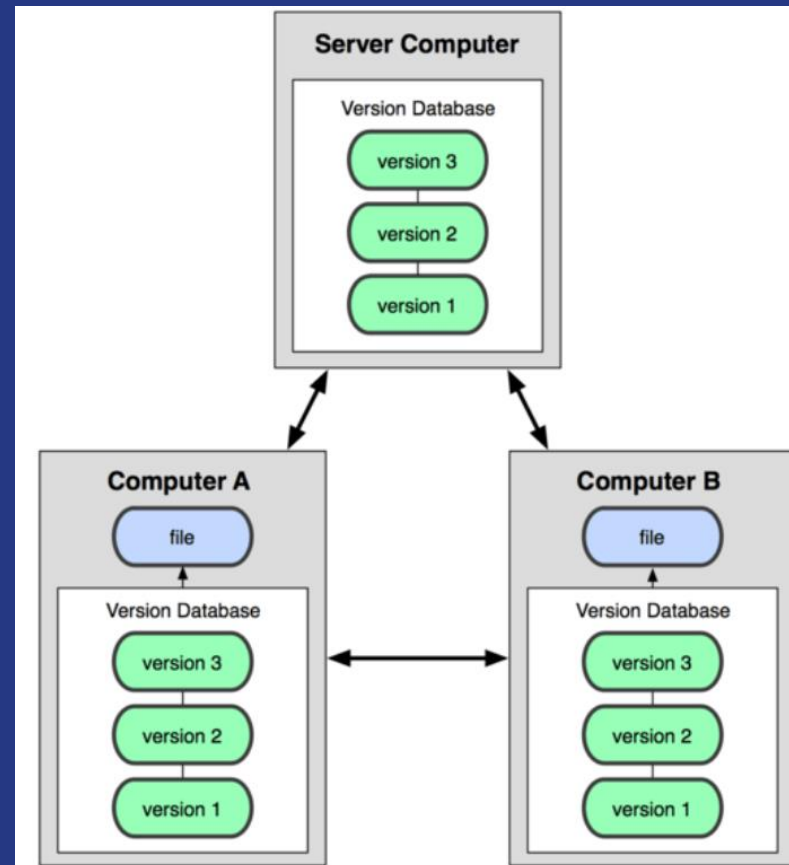 Server Computer
Version Database
version 3
version 2
version 1
Computer A
file
Version Database
version 3
version 2
version 1
Computer B
file
Version Database
version 3
version 2
version 1